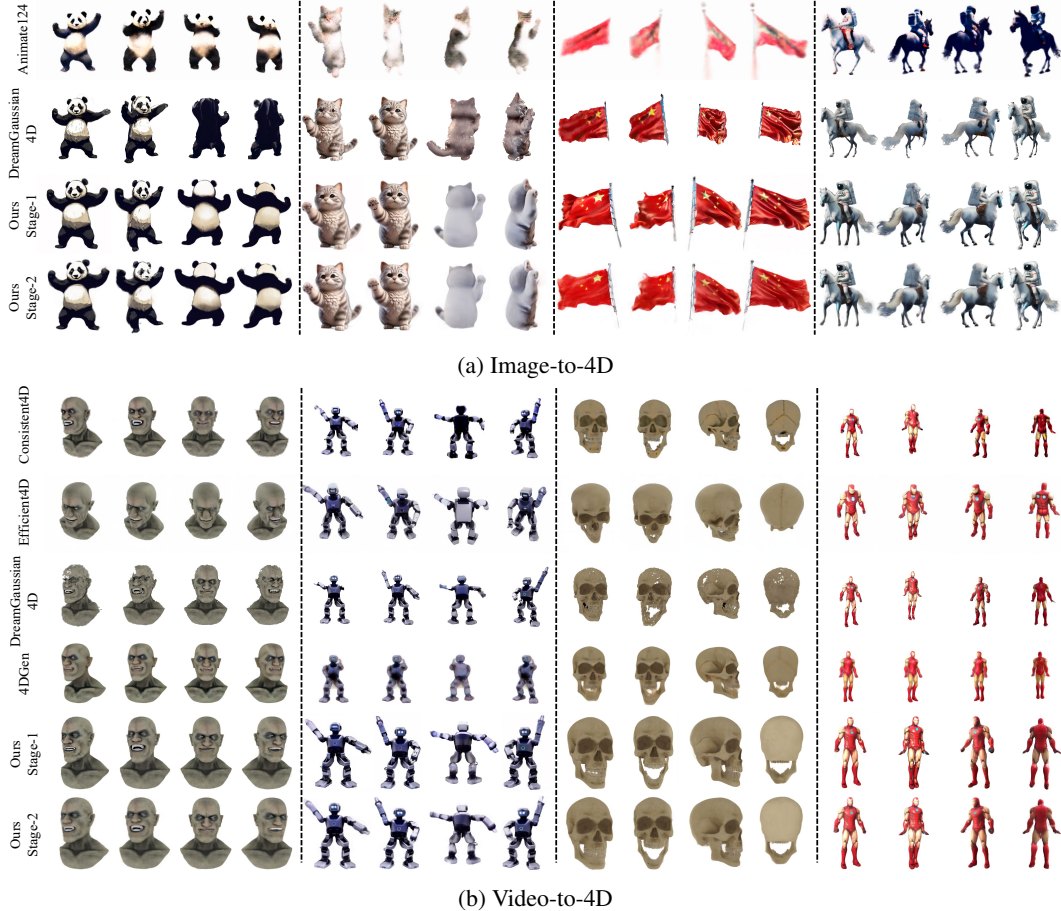 Animate124
DreamGaussian
4D
Ours
Stage-1
Ours
Stage-2
(a) Image-to-4D
Consistent4D
Efficient4D
DreamGaussian
4D
4DGen
Ours
Stage-1
Ours
Stage-2
(b) Video-to-4D